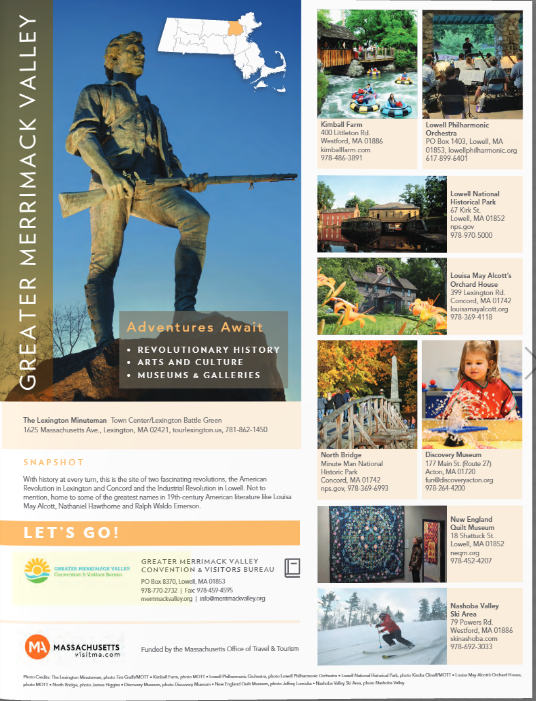 GREATER MERRIMACK VALLEY
Adventures Await
• REVOLUTIONARY HISTORY
• ARTS AND CULTURE
• MUSEUMS & GALLERIES
The Lexington Minuteman Town Center/Lexington Battle Green
1625 Massachusetts Ave., Lexington, MA 02421, tourlexington.us, 781-862-1450
SNAPSHOT
With history at every turn, this is the site of two fascinating revolutions, the American
Revolution in Lexington and Concord and the Industrial Revolution in Lowell. Not to
mention, home to some of the greatest names in 19th-century American literature like Louisa
May Alcott, Nathaniel Hawthorne and Ralph Waldo Emerson.
LET'S GO!
GREATER MERRIMACK VALLEY
Convention & Visitors Bureau
GREATER MERRIMACK VALLEY
CONVENTION & VISITORS BUREAU
PO Box 8370, Lowell, MA 01853
978-770-2732 | Fax 978-459-4595
merrimackvalley.org | info@merrimackvalley.org
MA
MASSACHUSETTS
visitma.com
Funded by the Massachusetts Office of Travel & Tourism
Kimball Farm
400 Littleton Rd.
Westford, MA 01886
kimballfarm.com
978-486-3891
Lowell Philharmonic
Orchestra
PO Box 1403, Lowell, MA
01853, lowellphilharmonic.org
617-899-6401
Lowell National
Historical Park
67 Kirk St.
Lowell, MA 01852
nps.gov
978-970-5000
Louisa May Alcott's
Orchard House
399 Lexington Rd.
Concord, MA 01742
louisamayalcott.org
978-369-4118
North Bridge
Minute Man National
Historic Park
Concord, MA 01742
nps.gov, 978-369-6993
Discovery Museum
177 Main St. (Route 27)
Acton, MA 01720
fun@discoveryacton.org
978-264-4200
New England
Quilt Museum
18 Shattuck St.
Lowell, MA 01852
neqm.org
978-452-4207
Nashoba Valley
Ski Area
79 Powers Rd.
Westford, MA 01886
skinashoba.com
978-692-3033
Photo Credits: The Lexington Minuteman, photo Tim Grafft/MOTT • Kimball Farm, photo MOTT • Lowell Philharmonic Orchestra, photo Lowell Philharmonic Orchestra • Lowell National Historical Park, photo Kindra Clineff/MOTT • Louisa May Alcott's Orchard House,
photo MOTT • North Bridge, photo James Higgins • Discovery Museum, photo Discovery Museum • New England Quilt Museum, photo Jeffrey • Nashoba Valley Ski Area, photo Nashoba Valley